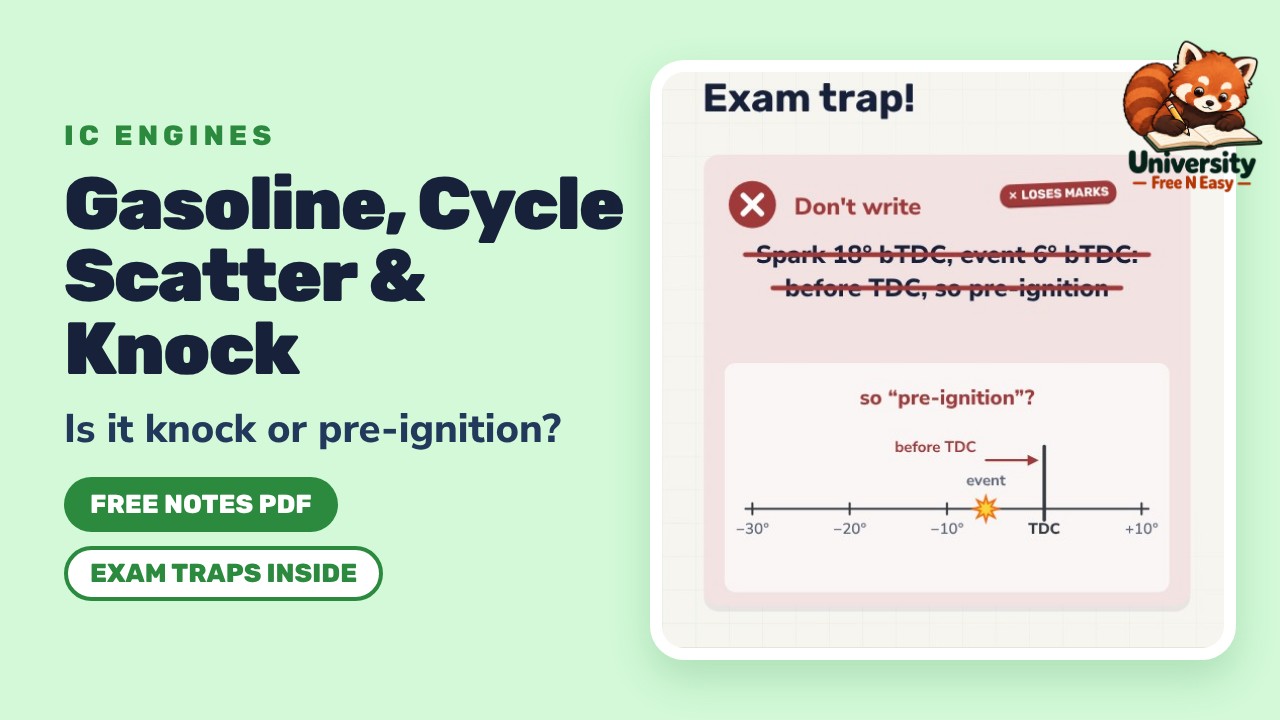 IC ENGINES
Gasoline, Cycle
Scatter &
Knock
Is it knock or pre-ignition?
FREE NOTES PDF
EXAM TRAPS INSIDE
Exam trap!
University
Free N Easy
× LOSES MARKS
Don't write
Spark 18° bTDC, event 6° bTDC:
before TDC, so pre-ignition
so “pre-ignition”?
before TDC
event
−30°
−20°
−10°
TDC
+10°